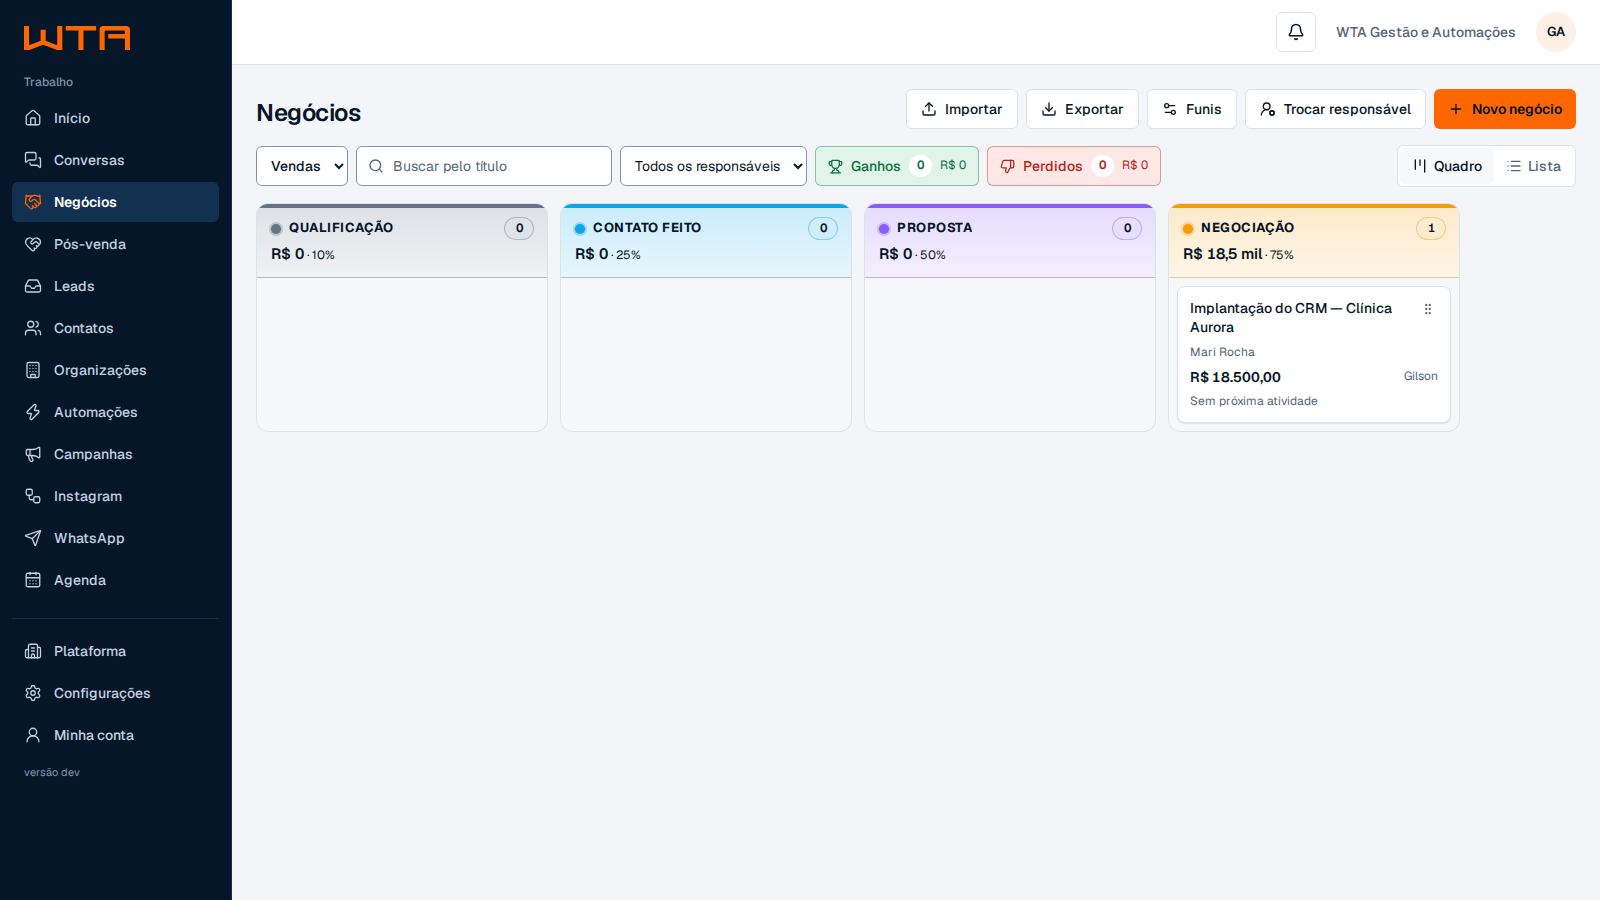 WTA
Trabalho
Início
Conversas
Negócios
Pós-venda
Leads
Contatos
Organizações
Automações
Campanhas
Instagram
WhatsApp
Agenda
Plataforma
Configurações
Minha conta
versão dev
WTA Gestão e Automações GA
Negócios
Importar Exportar Funis Trocar responsável Novo negócio
Vendas Buscar pelo título Todos os responsáveis Ganhos 0 R$ 0 Perdidos 0 R$ 0 Quadro Lista
QUALIFICAÇÃO 0
R$ 0 · 10%
CONTATO FEITO 0
R$ 0 · 25%
PROPOSTA 0
R$ 0 · 50%
NEGOCIAÇÃO 1
R$ 18,5 mil · 75%
Implantação do CRM — Clínica
Aurora
Mari Rocha
R$ 18.500,00 Gilson
Sem próxima atividade